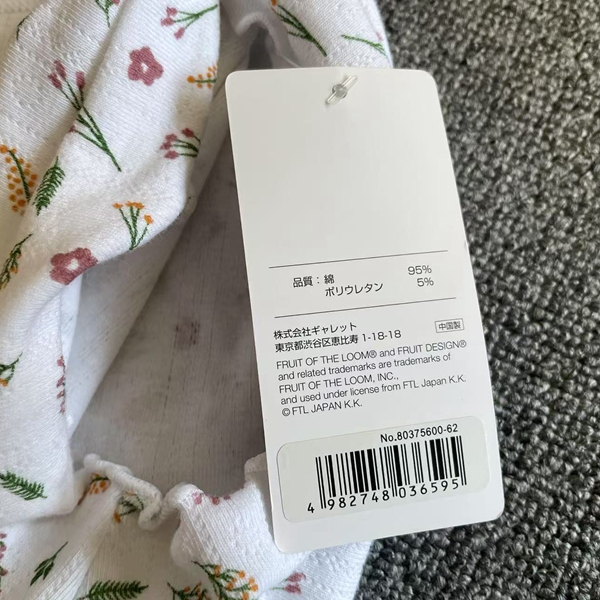 品質：綿 95%
ポリウレタン 5%
株式会社ギャレット
東京都渋谷区恵比寿 1-18-18 中国製
FRUIT OF THE LOOM® and FRUIT DESIGN®
and related trademarks are trademarks of
FRUIT OF THE LOOM, INC.,
and used under license from FTL Japan K.K.
© FTL JAPAN K.K.
No.80375600-62
4 982748 036595